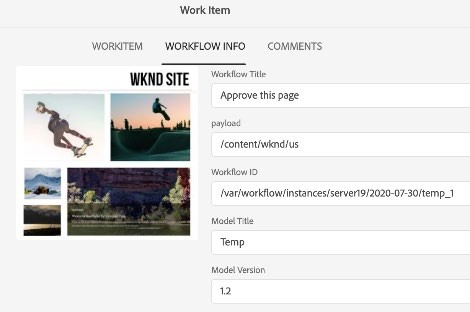 Work Item
WORKITEM WORKFLOW INFO COMMENTS
WKND SITE
Workflow Title
Approve this page
payload
/content/wknd/us
Workflow ID
/var/workflow/instances/server19/2020-07-30/temp_1
Model Title
Temp
Model Version
1.2